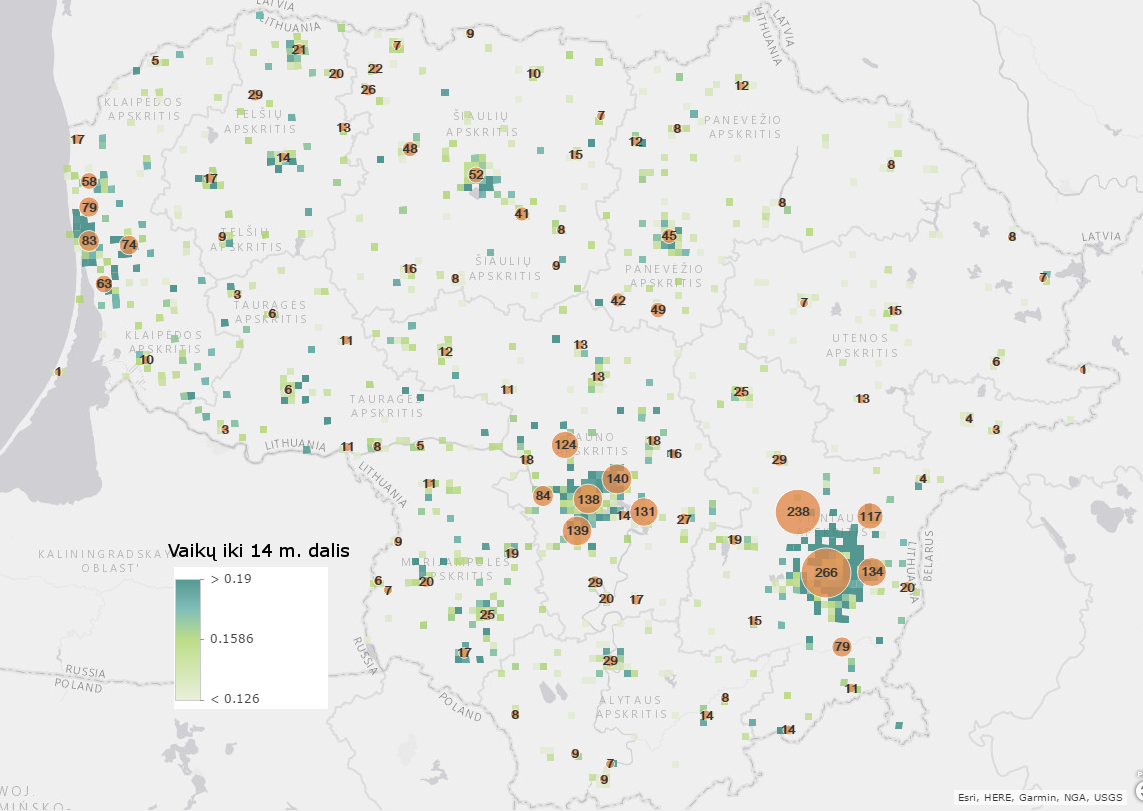 LATVIA
LITHUANIA
9
LATVIA
LITHUANIA
21
7
5
20
22
10
26
12
29
KLAIPĖDOS
APSKRITIS
TELŠIŲ
APSKRITIS
13
ŠIAULIŲ
APSKRITIS
7
PANEVĖŽIO
APSKRITIS
8
17
12
48
14
15
8
58
17
52
79
41
8
83
74
9
TELŠIŲ
APSKRITIS
8
45
8
LATVIA
63
16
8
ŠIAULIŲ
APSKRITIS
9
PANEVĖŽIO
APSKRITIS
7
3
TAURAGĖS
APSKRITIS
6
42
49
7
15
KLAIPĖDOS
APSKRITIS
11
12
13
UTENOS
APSKRITIS
10
1
6
1
13
6
11
25
TAURAGĖS
APSKRITIS
13
3
4
3
LITHUANIA
11
8
5
124
APSKRITIS
18
16
18
29
LITHUANIA
11
140
4
84
138
131
14
27
238
117
139
9
19
19
KALININGRADSKAYA
OBLAST'
Vaikų iki 14 m. dalis
> 0.19
0.1586
< 0.126
MARIJAMPOLĖS
APSKRITIS
6
7
20
29
20
17
266
134
20
LITHUANIA
BELARUS
25
15
17
29
79
RUSSIA
RUSSIA
POLAND
POLAND
ALYTAUS
APSKRITIS
11
8
8
14
14
9
7
9
WOJ.
Esri, HERE, Garmin, NGA, USGS